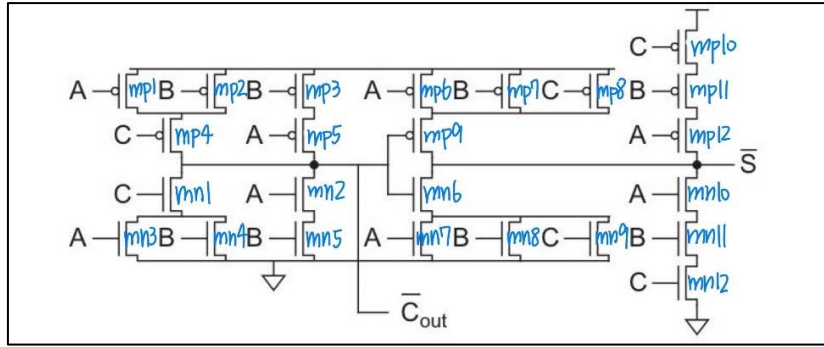 C mp10
A mp1 B mp2 B mp3 A mp6 B mp7 C mp8 B mp11
C mp4 A mp5 mp9 A mp12
S
C mn1 A mn2 mn6 A mn10
A mn3 B mn4 B mn5 A mn7 B mn8 C mn9 B mn11
C mn12
C̅out